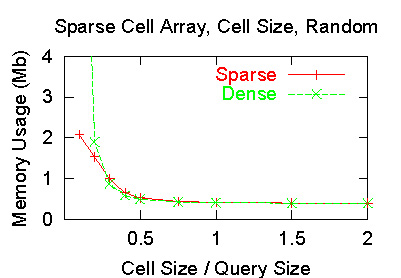 Sparse Cell Array, Cell Size, Random
Memory Usage (Mb)
4
3
2
1
0
Sparse
Dense
0.5
1
1.5
2
Cell Size / Query Size